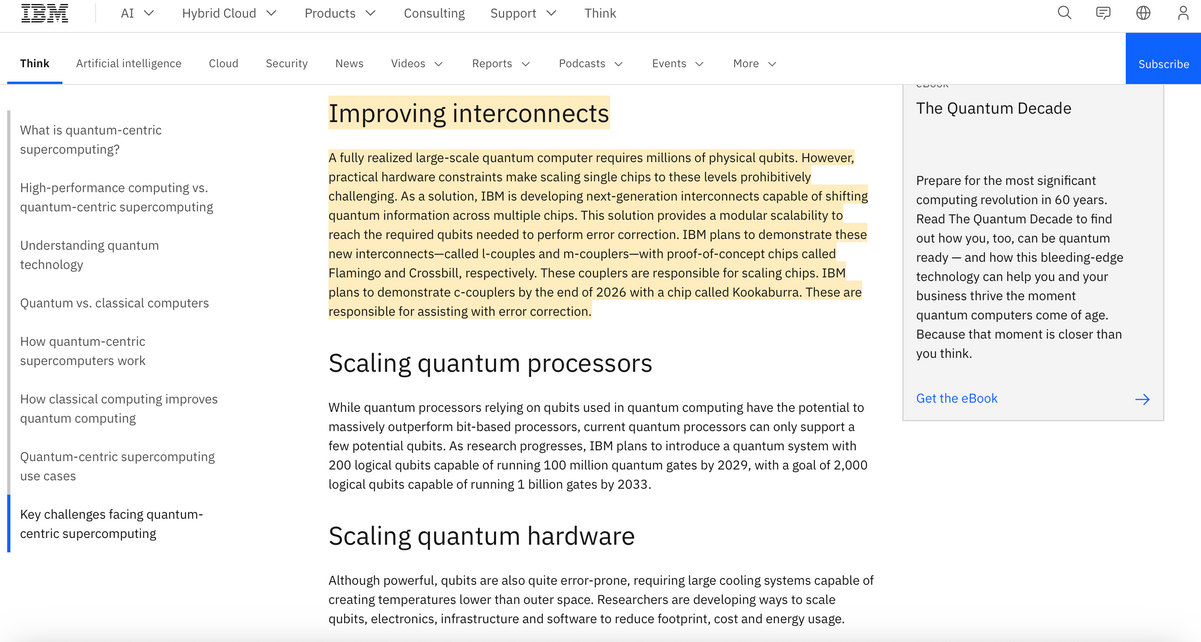 IBM
AI
Hybrid Cloud
Products
Consulting
Support
Think
Think
Artificial intelligence
Cloud
Security
News
Videos
Reports
Podcasts
Events
More
Subscribe
What is quantum-centric
supercomputing?
High-performance computing vs.
quantum-centric supercomputing
Understanding quantum
technology
Quantum vs. classical computers
How quantum-centric
supercomputers work
How classical computing improves
quantum computing
Quantum-centric supercomputing
use cases
Key challenges facing quantum-
centric supercomputing
Improving interconnects
A fully realized large-scale quantum computer requires millions of physical qubits. However,
practical hardware constraints make scaling single chips to these levels prohibitively
challenging. As a solution, IBM is developing next-generation interconnects capable of shifting
quantum information across multiple chips. This solution provides a modular scalability to
reach the required qubits needed to perform error correction. IBM plans to demonstrate these
new interconnects—called l-couples and m-couplers—with proof-of-concept chips called
Flamingo and Crossbill, respectively. These couplers are responsible for scaling chips. IBM
plans to demonstrate c-couplers by the end of 2026 with a chip called Kookaburra. These are
responsible for assisting with error correction.
Scaling quantum processors
While quantum processors relying on qubits used in quantum computing have the potential to
massively outperform bit-based processors, current quantum processors can only support a
few potential qubits. As research progresses, IBM plans to introduce a quantum system with
200 logical qubits capable of running 100 million quantum gates by 2029, with a goal of 2,000
logical qubits capable of running 1 billion gates by 2033.
Scaling quantum hardware
Although powerful, qubits are also quite error-prone, requiring large cooling systems capable of
creating temperatures lower than outer space. Researchers are developing ways to scale
qubits, electronics, infrastructure and software to reduce footprint, cost and energy usage.
eBook
The Quantum Decade
Prepare for the most significant
computing revolution in 60 years.
Read The Quantum Decade to find
out how you, too, can be quantum
ready — and how this bleeding-edge
technology can help you and your
business thrive the moment
quantum computers come of age.
Because that moment is closer than
you think.
Get the eBook